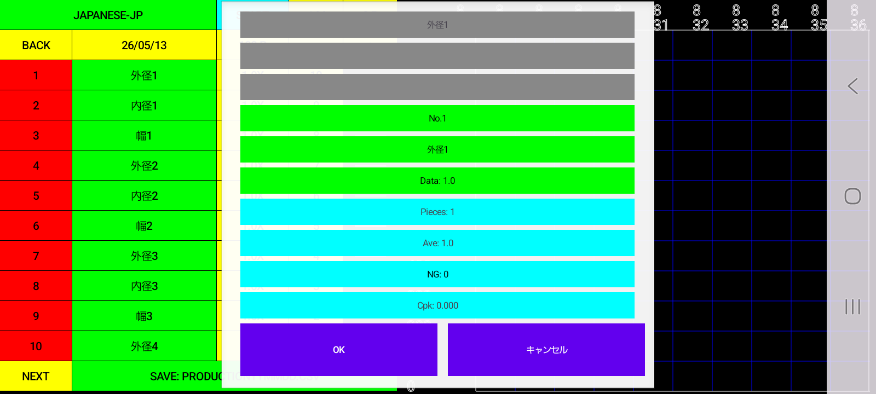 JAPANESE-JP
BACK 26/05/13
1 外径1
2 内径1
3 幅1
4 外径2
5 内径2
6 幅2
7 外径3
8 内径3
9 幅3
10 外径4
NEXT SAVE: PRODUC
外径1
No.1
外径1
Data: 1.0
Pieces: 1
Ave: 1.0
NG: 0
Cpk: 0.000
OK キャンセル
8 8 8 8 8 8
31 32 33 34 35 36
0